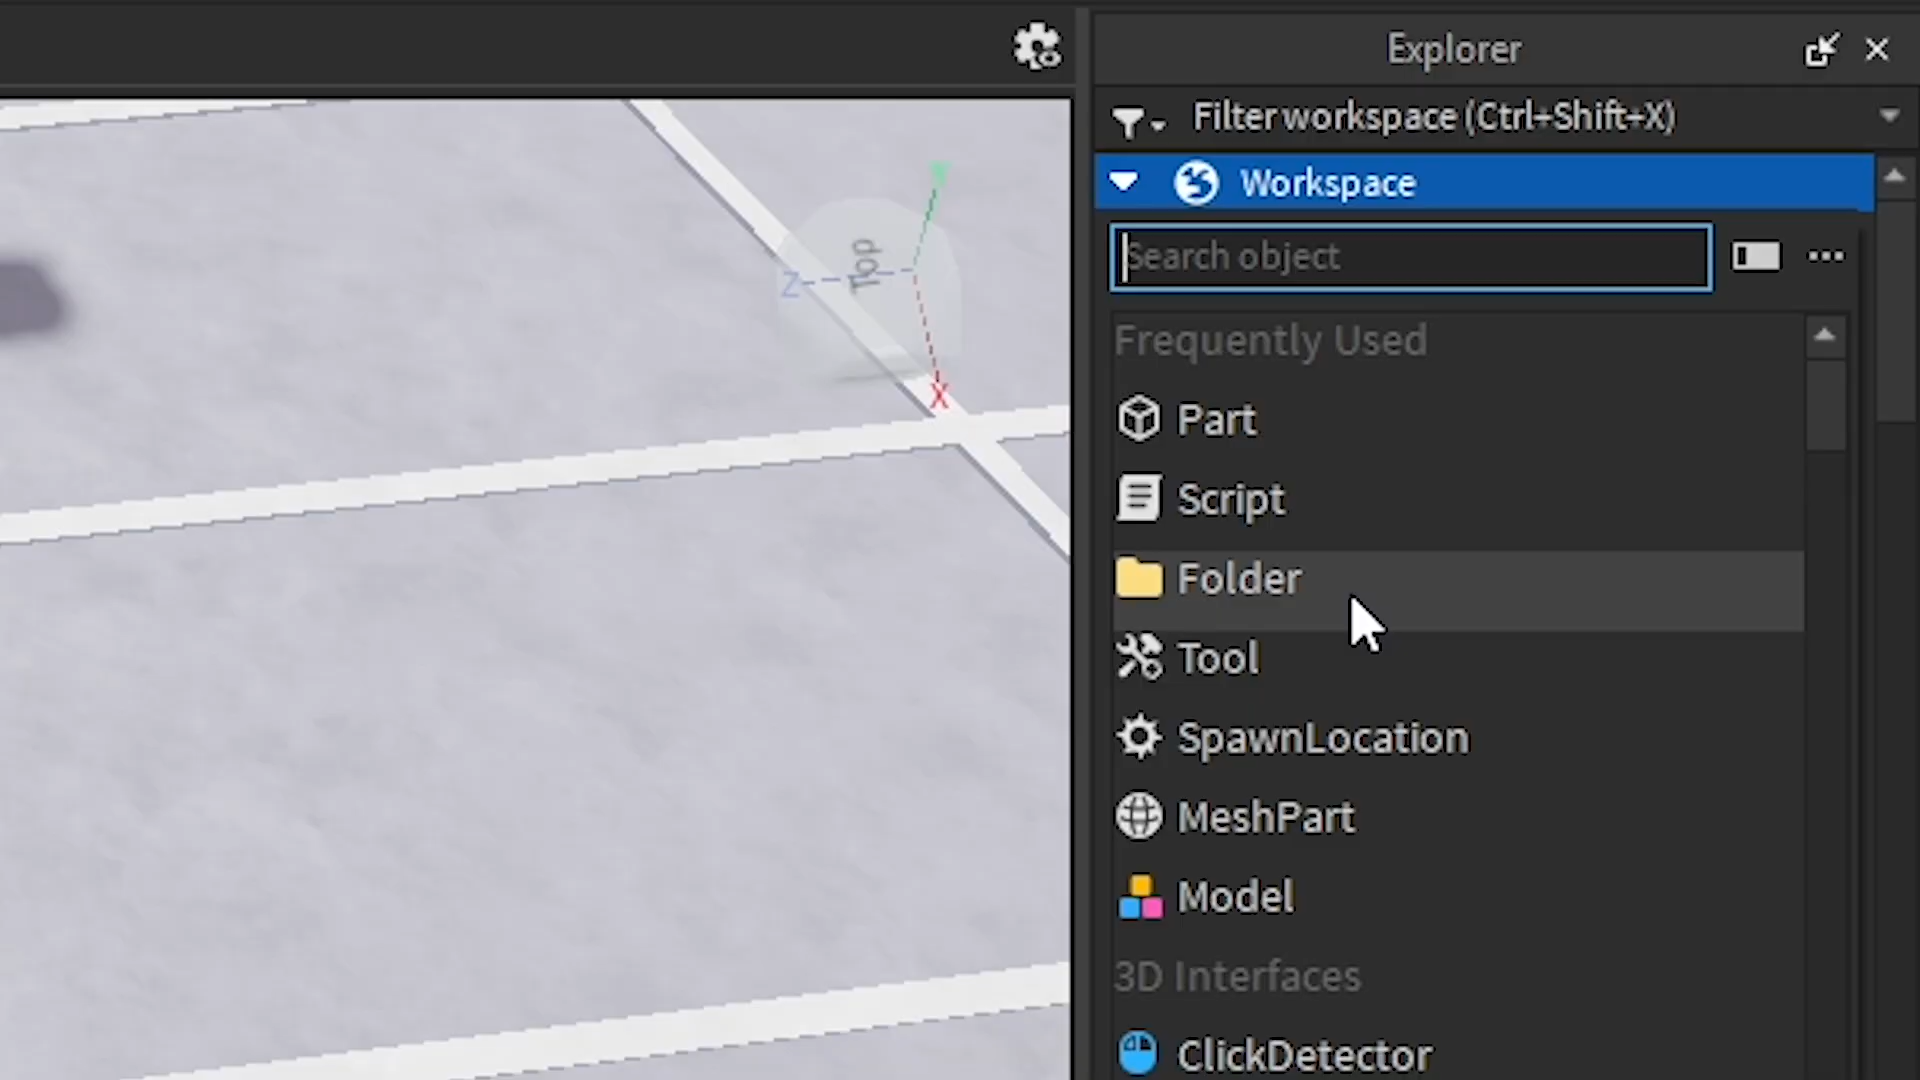 Explorer
Filter workspace (Ctrl+Shift+X)
Workspace
Search object
Top
Z
X
Frequently Used
Part
Script
Folder
Tool
SpawnLocation
MeshPart
Model
3D Interfaces
ClickDetector